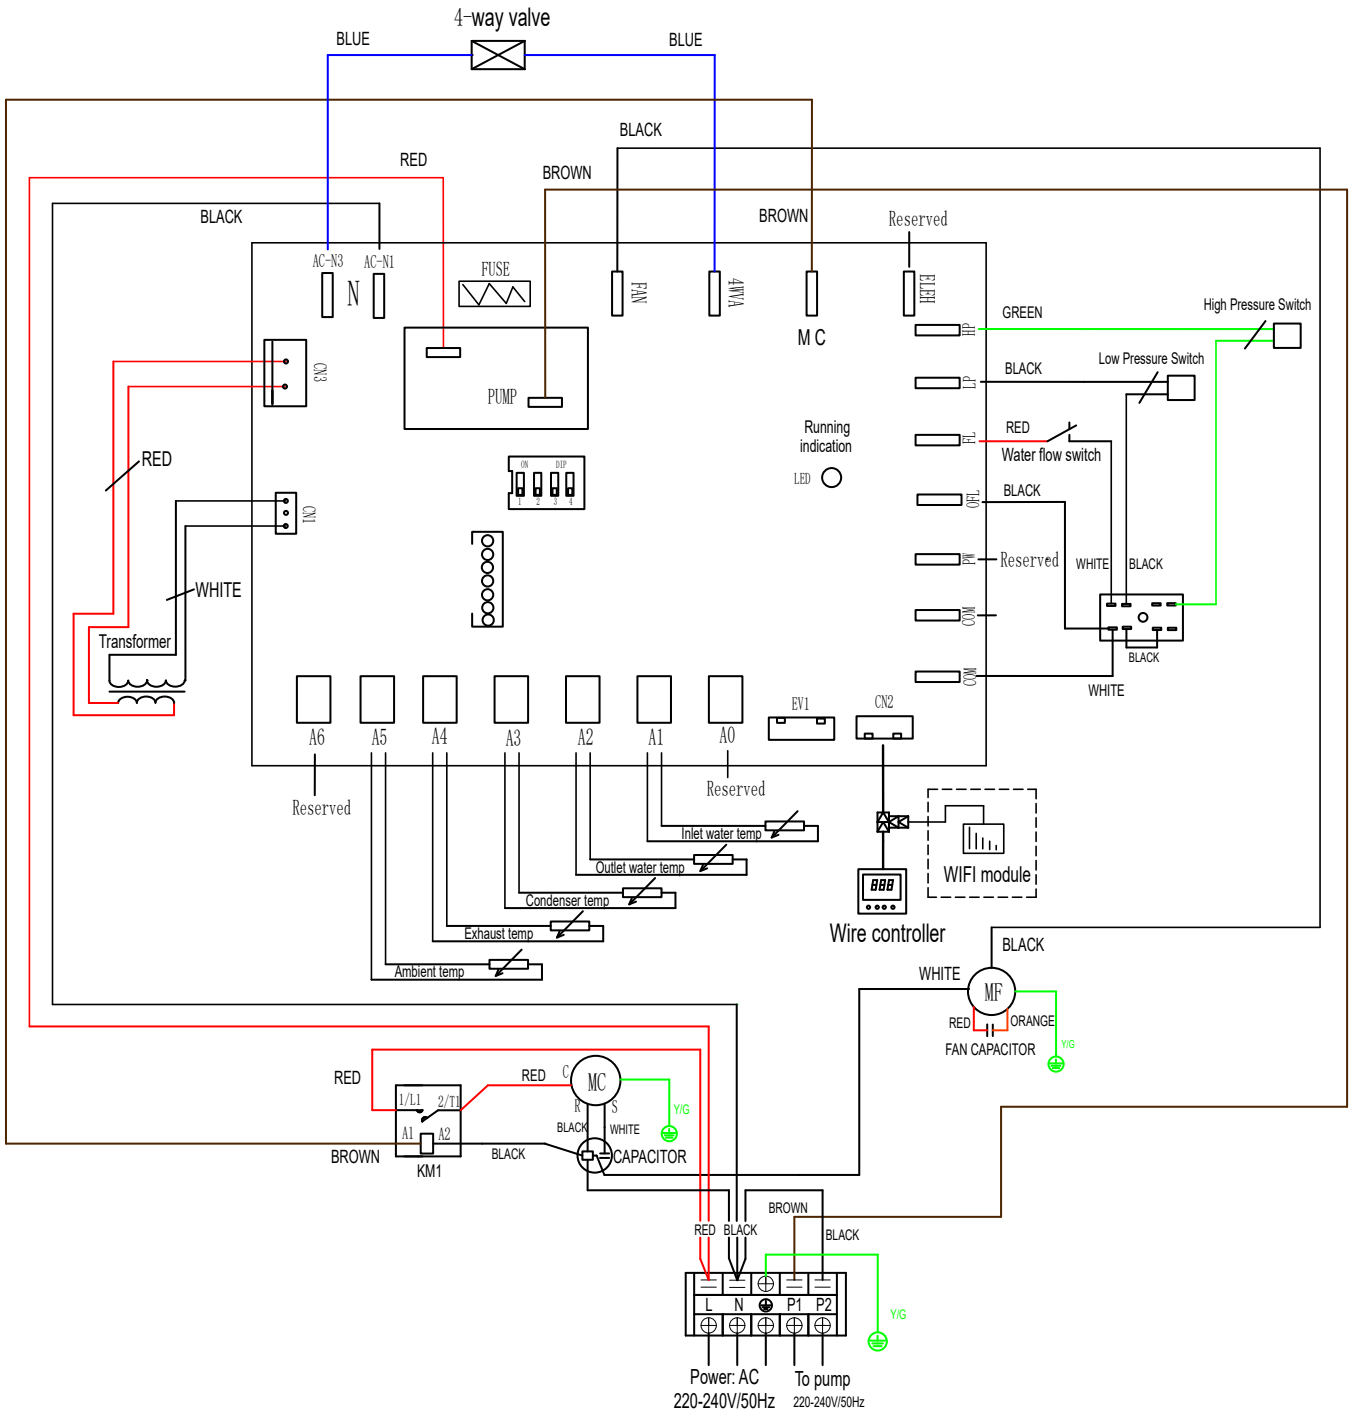 4-way valve
BLUE
BLUE
BLACK
RED
BROWN
BLACK
BROWN
Reserved
AC-N3
AC-N1
N
FUSE
FAN
4WVA
MC
ELEH
HP
GREEN
High Pressure Switch
CN3
LP
BLACK
Low Pressure Switch
PUMP
Running
indication
LED
FL
RED
Water flow switch
RED
ON
DIP
1 2 3 4
CN1
OFL
BLACK
PW
Reserved
WHITE
BLACK
WHITE
COM
Transformer
BLACK
COM
WHITE
A6
A5
A4
A3
A2
A1
A0
EV1
CN2
Reserved
Reserved
Inlet water temp
Outlet water temp
Condenser temp
Exhaust temp
Ambient temp
888
WIFI module
Wire controller
BLACK
WHITE
MF
RED
ORANGE
FAN CAPACITOR
Y/G
RED
RED
C
MC
R
S
Y/G
1/L1
2/T1
A1
A2
BLACK
WHITE
BROWN
KM1
BLACK
CAPACITOR
BROWN
RED
BLACK
BLACK
L
N
P1
P2
Y/G
Power: AC
220-240V/50Hz
To pump
220-240V/50Hz